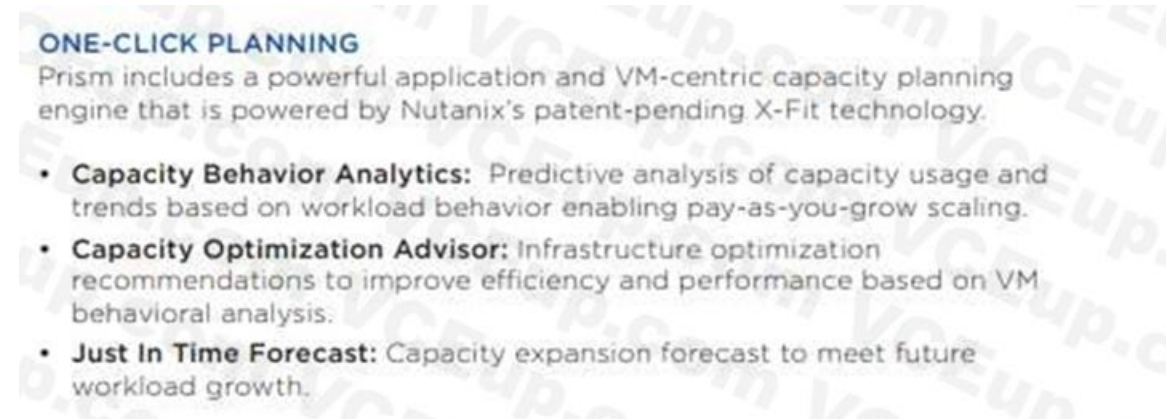 ONE-CLICK PLANNING
Prism includes a powerful application and VM-centric capacity planning
engine that is powered by Nutanix's patent-pending X-Fit technology.
• Capacity Behavior Analytics: Predictive analysis of capacity usage and
trends based on workload behavior enabling pay-as-you-grow scaling.
• Capacity Optimization Advisor: Infrastructure optimization
recommendations to improve efficiency and performance based on VM
behavioral analysis.
• Just In Time Forecast: Capacity expansion forecast to meet future
workload growth.
VCEup.com